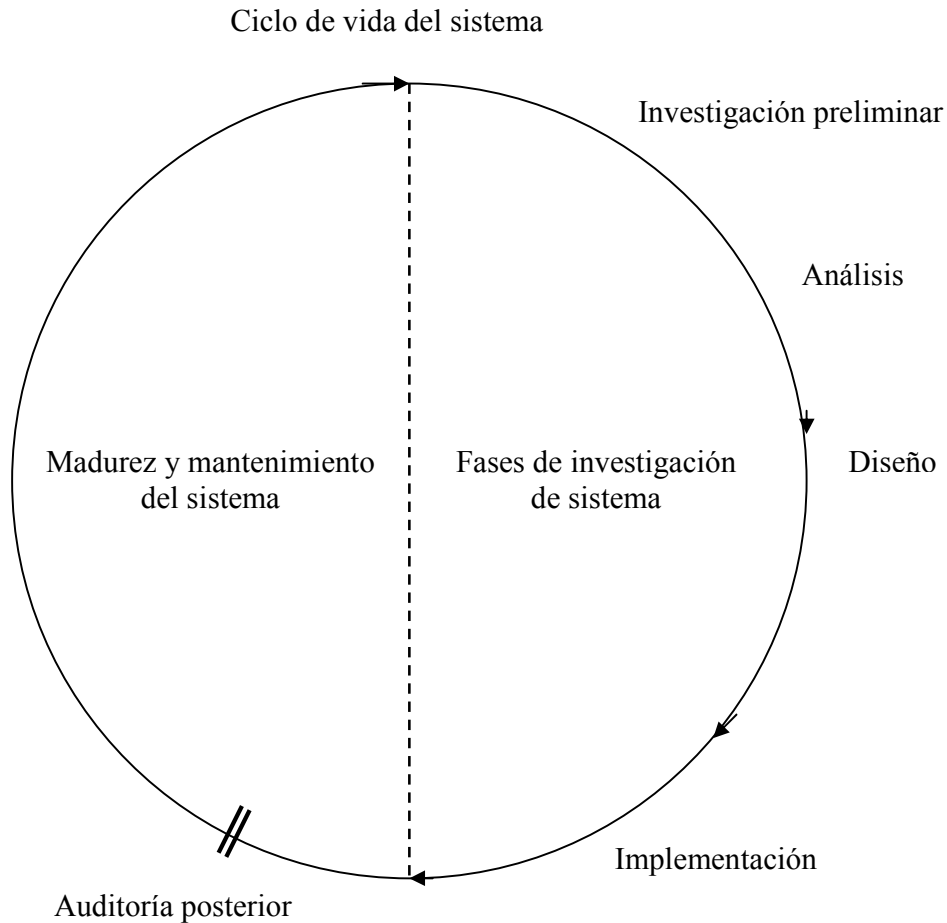 Ciclo de vida del sistema
Investigación preliminar
Análisis
Madurez y mantenimiento
del sistema
Fases de investigación
de sistema
Diseño
Implementación
Auditoría posterior